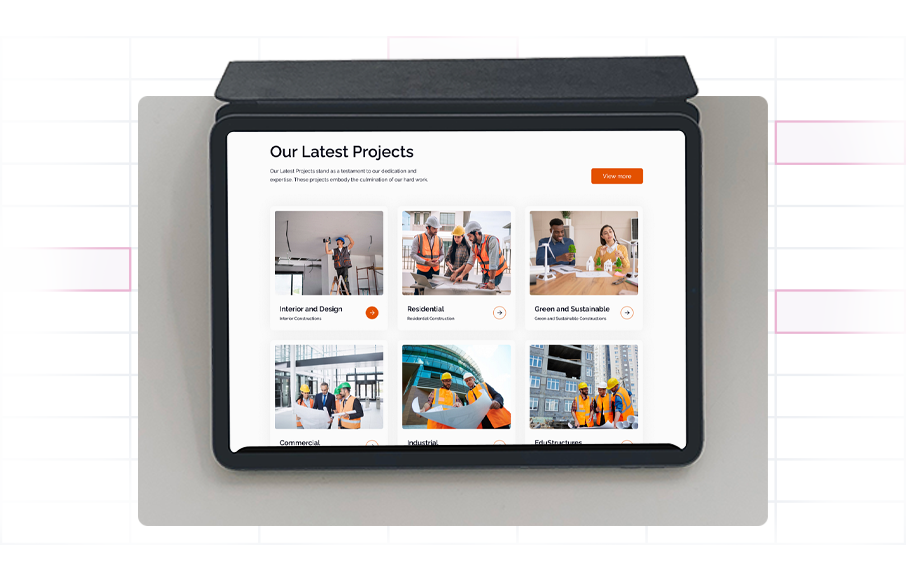 Our Latest Projects
Our Latest Projects stand as a testament to our dedication and
expertise. These projects embody the culmination of our hard work.
View more
Interior and Design
Interior Constructions
Residential
Residential Construction
Green and Sustainable
Green and Sustainable Constructions
Commercial
Industrial
EduStructures